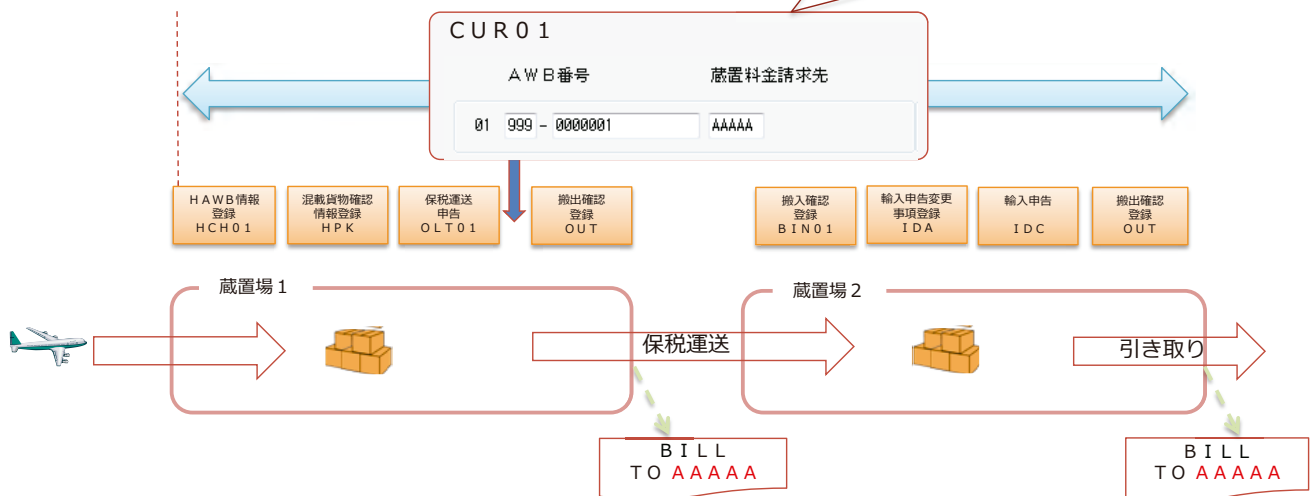 ＣＵＲ０１
ＡＷＢ番号 蔵置料金請求先
01 999 - 0000001 AAAAA
ＨＡＷＢ情報
登録
ＨＣＨ０１
混載貨物確認
情報登録
ＨＰＫ
保税運送
申告
ＯＬＴ０１
搬出確認
登録
ＯＵＴ
搬入確認
登録
ＢＩＮ０１
輸入申告変更
事項登録
ＩＤＡ
輸入申告
ＩＤＣ
搬出確認
登録
ＯＵＴ
蔵置場１
蔵置場２
保税運送
引き取り
ＢＩＬＬ
ＴＯ ＡＡＡＡＡ
ＢＩＬＬ
ＴＯ ＡＡＡＡＡ